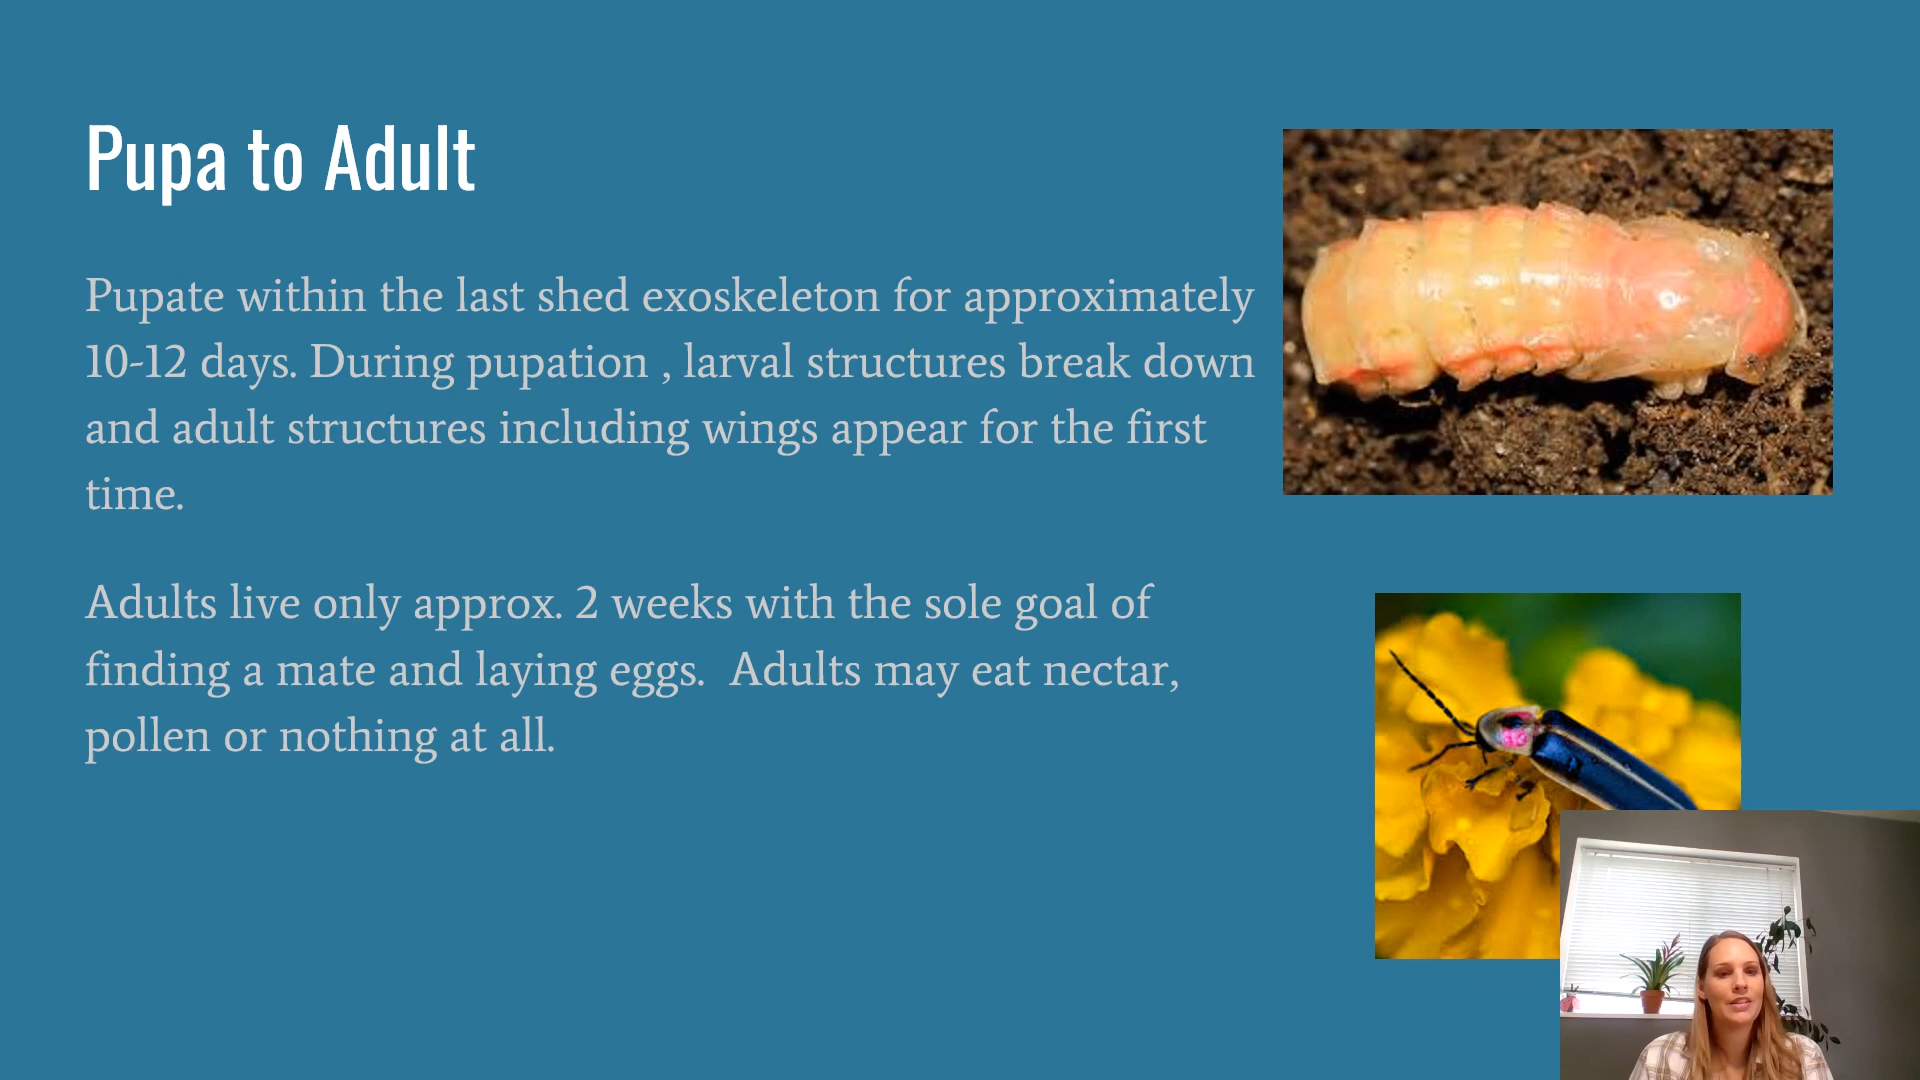 Pupa to Adult
Pupate within the last shed exoskeleton for approximately
10-12 days. During pupation , larval structures break down
and adult structures including wings appear for the first
time.
Adults live only approx. 2 weeks with the sole goal of
finding a mate and laying eggs.  Adults may eat nectar,
pollen or nothing at all.